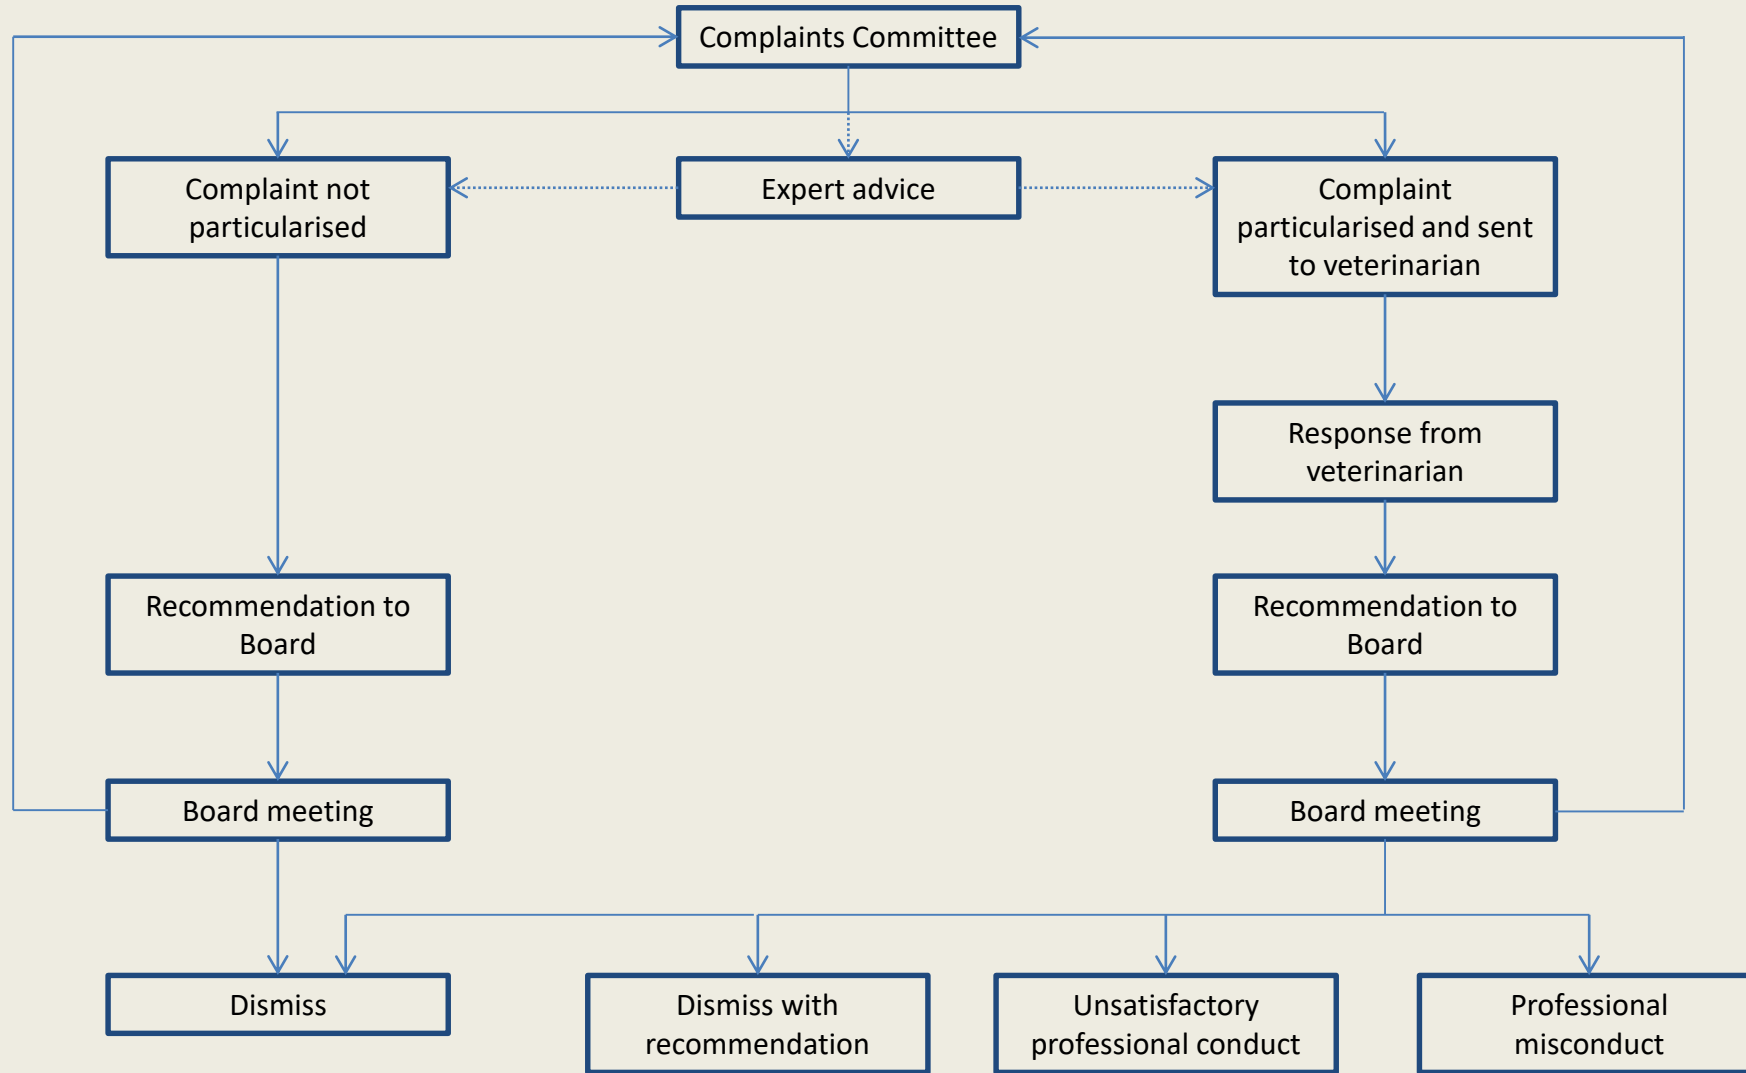 Complaints Committee
Complaint not
particularised
Expert advice
Complaint
particularised and sent
to veterinarian
Response from
veterinarian
Recommendation to
Board
Recommendation to
Board
Board meeting
Board meeting
Dismiss
Dismiss with
recommendation
Unsatisfactory
professional conduct
Professional
misconduct